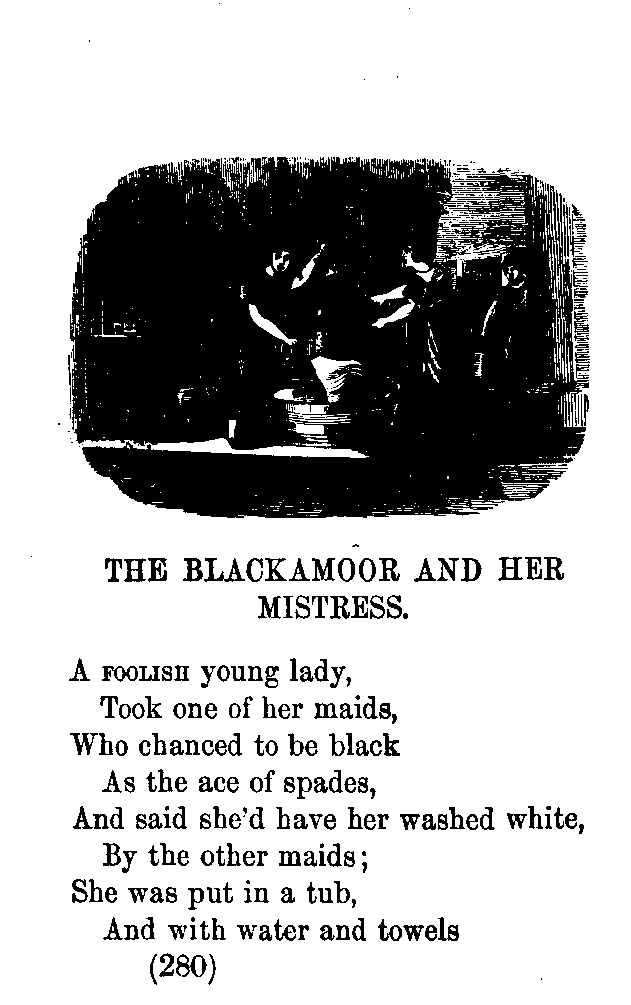 THE BLACKAMOOR AND HER
MISTRESS.
A FOOLISH young lady,
Took one of her maids,
Who chanced to be black
As the ace of spades,
And said she'd have her washed white,
By the other maids;
She was put in a tub,
And with water and towels
(280)